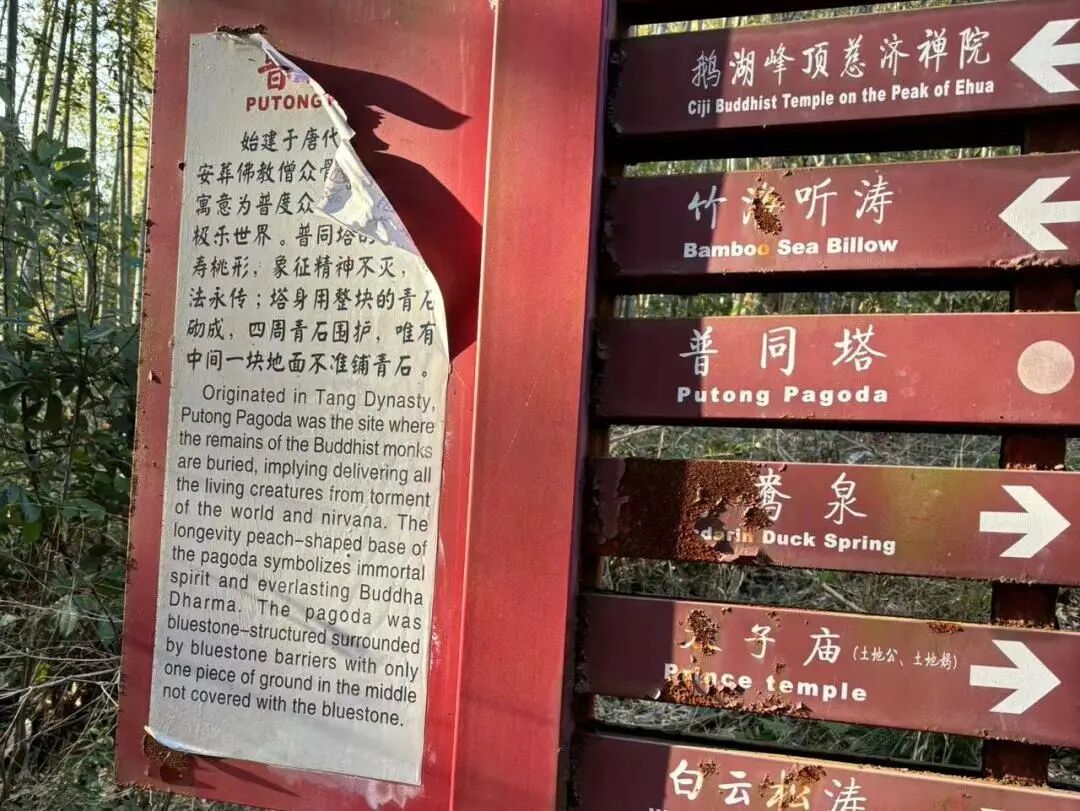 普
PUTONG
始建于唐代
安葬佛教僧众骨
寓意为普度众
极乐世界。普同塔的
寿桃形，象征精神不灭，
法永传；塔身用整块的青石
砌成，四周青石围护，唯有
中间一块地面不准铺青石。
Originated in Tang Dynasty,
Putong Pagoda was the site where
the remains of the Buddhist monks
are buried, implying delivering all
the living creatures from torment
of the world and nirvana. The
longevity peach-shaped base of
the pagoda symbolizes immortal
spirit and everlasting Buddha
Dharma. The pagoda was
bluestone-structured surrounded
by bluestone barriers with only
one piece of ground in the middle
not covered with the bluestone.
鹅湖峰顶慈济禅院
Ciji Buddhist Temple on the Peak of Ehua
竹海听涛
Bamboo Sea Billow
普同塔
Putong Pagoda
鸯泉
darin Duck Spring
太子庙（土地公、土地妈）
Prince temple
白云松涛